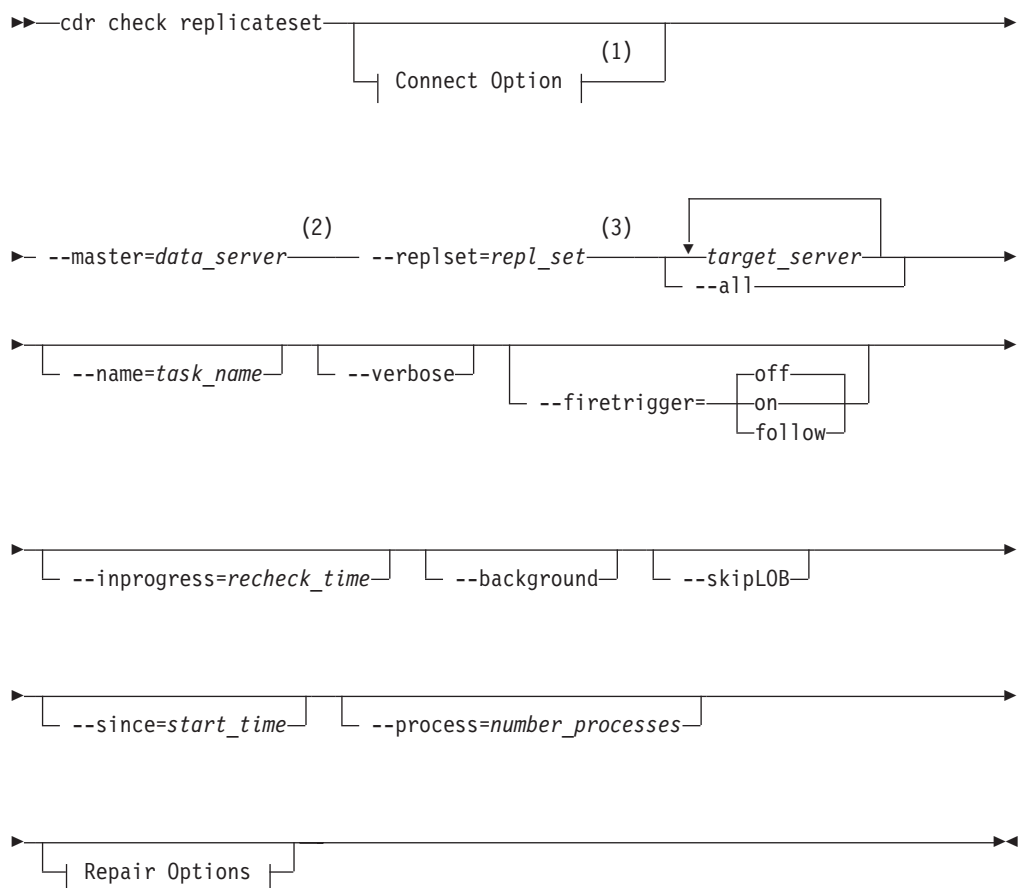 cdr check replicateset
(1)
Connect Option
(2) (3)
--master=data_server --replset=repl_set target_server
--all
--name=task_name --verbose off
--firetrigger= on
follow
--inprogress=recheck_time --background --skipLOB
--since=start_time --process=number_processes
Repair Options